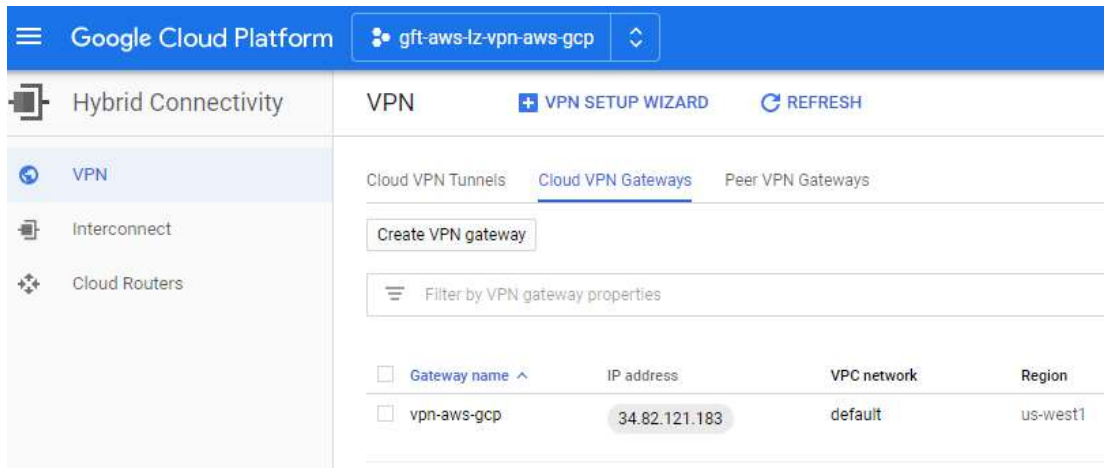 Google Cloud Platform gft-aws-lz-vpn-aws-gcp
Hybrid Connectivity
VPN
Interconnect
Cloud Routers
VPN VPN SETUP WIZARD REFRESH
Cloud VPN Tunnels Cloud VPN Gateways Peer VPN Gateways
Create VPN gateway
Filter by VPN gateway properties
Gateway name IP address VPC network Region
vpn-aws-gcp 34.82.121.183 default us-west1